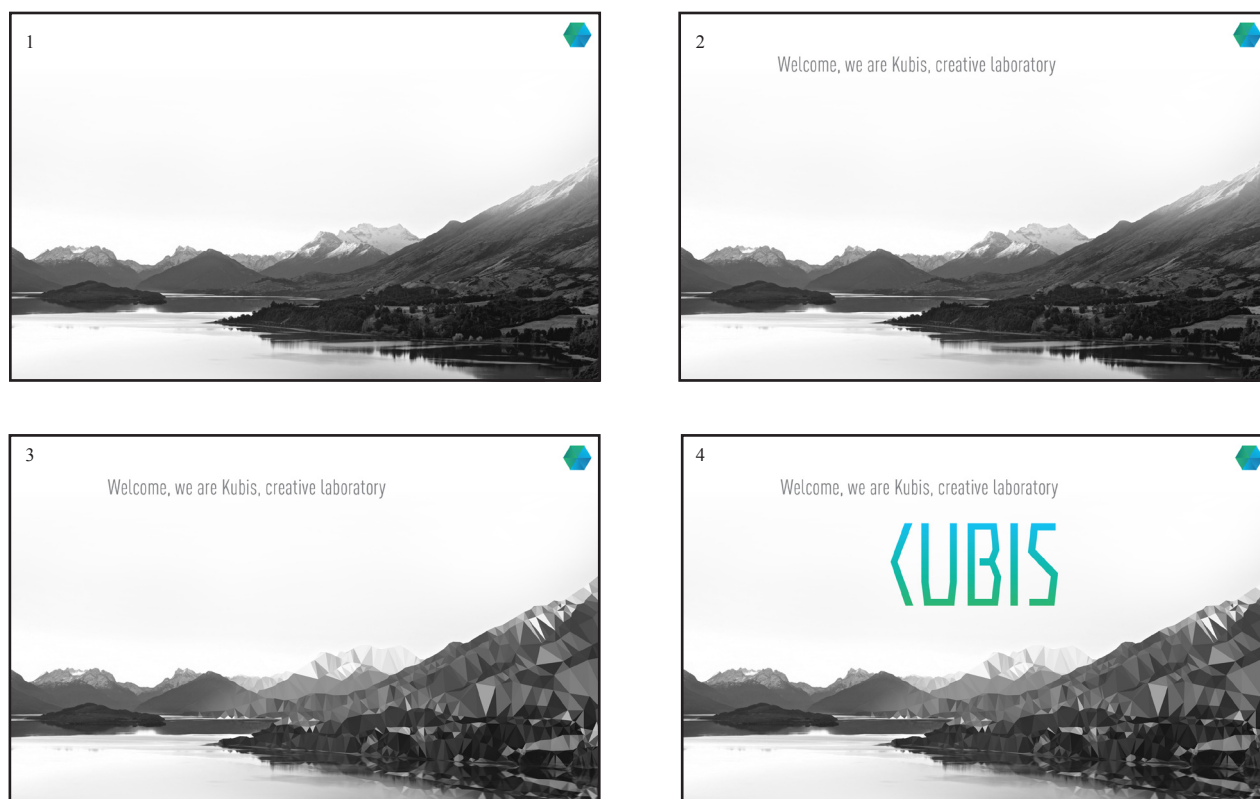 1
2
Welcome, we are Kubis, creative laboratory
3
Welcome, we are Kubis, creative laboratory
4
Welcome, we are Kubis, creative laboratory
KUBIS